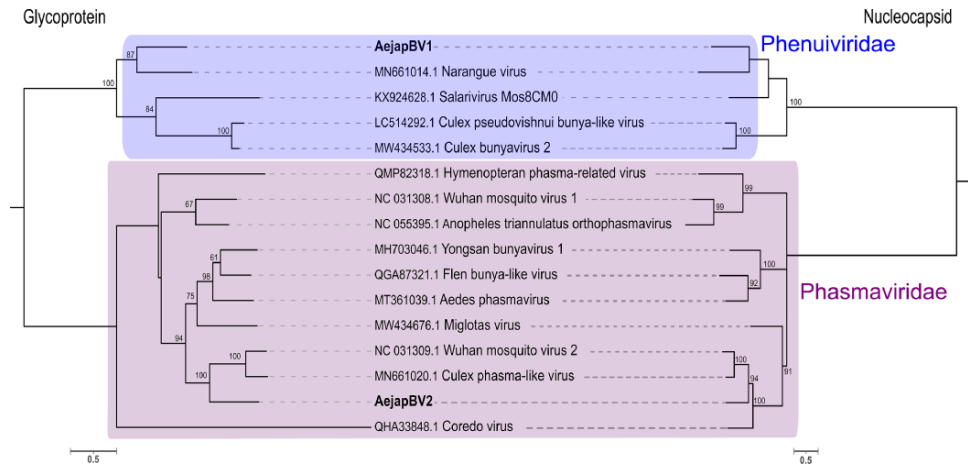 Glycoprotein
Nucleocapsid
AejapBV1
Phenuiviridae
87
MN661014.1 Narangue virus
100
KX924628.1 Salarivirus Mos8CM0
100
84
LC514292.1 Culex pseudovishnui bunya-like virus
100
100
MW434533.1 Culex bunyavirus 2
QMP82318.1 Hymenopteran phasma-related virus
99
NC 031308.1 Wuhan mosquito virus 1
67
99
NC 055395.1 Anopheles triannulatus orthophasmavirus
MH703046.1 Yongsan bunyavirus 1
61
100
QGA87321.1 Flen bunya-like virus
98
92
Phasmaviridae
MT361039.1 Aedes phasmavirus
75
MW434676.1 Miglotas virus
94
NC 031309.1 Wuhan mosquito virus 2
100
100
91
MN661020.1 Culex phasma-like virus
94
100
AejapBV2
100
QHA33848.1 Coredo virus
0.5
0.5